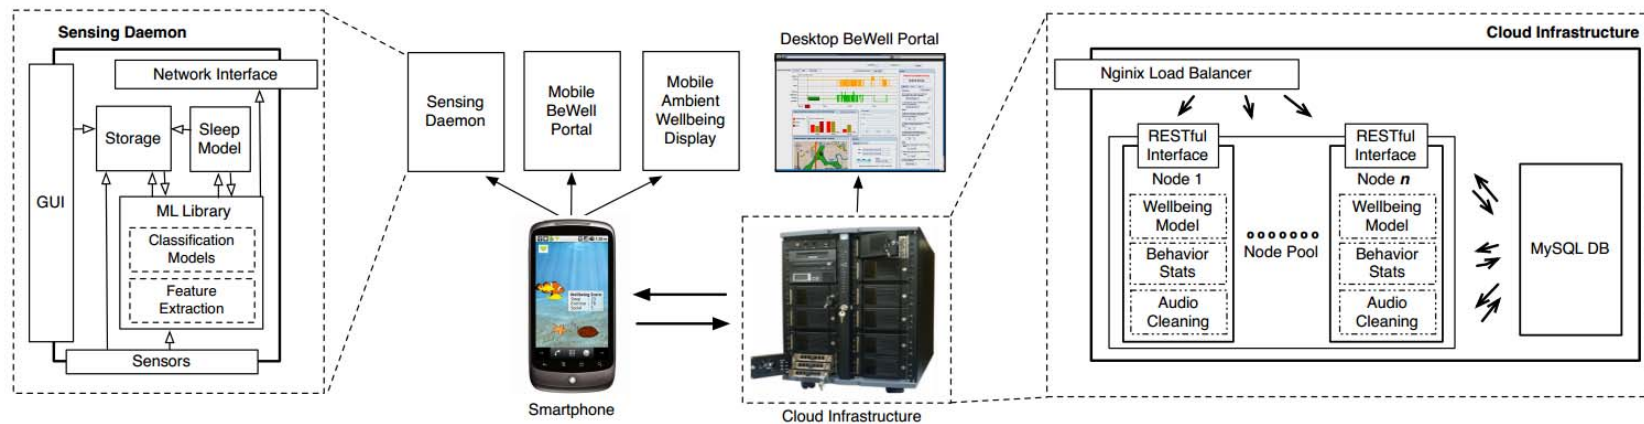 Sensing Daemon
Network Interface
Storage
Sleep
Model
GUI
ML Library
Classification
Models
Feature
Extraction
Sensors
Sensing
Daemon
Mobile
BeWell
Portal
Mobile
Ambient
Wellbeing
Display
Smartphone
Desktop BeWell Portal
Cloud Infrastructure
Cloud Infrastructure
Nginix Load Balancer
RESTful
Interface
Node 1
Wellbeing
Model
Behavior
Stats
Audio
Cleaning
Node Pool
RESTful
Interface
Node n
Wellbeing
Model
Behavior
Stats
Audio
Cleaning
MySQL DB